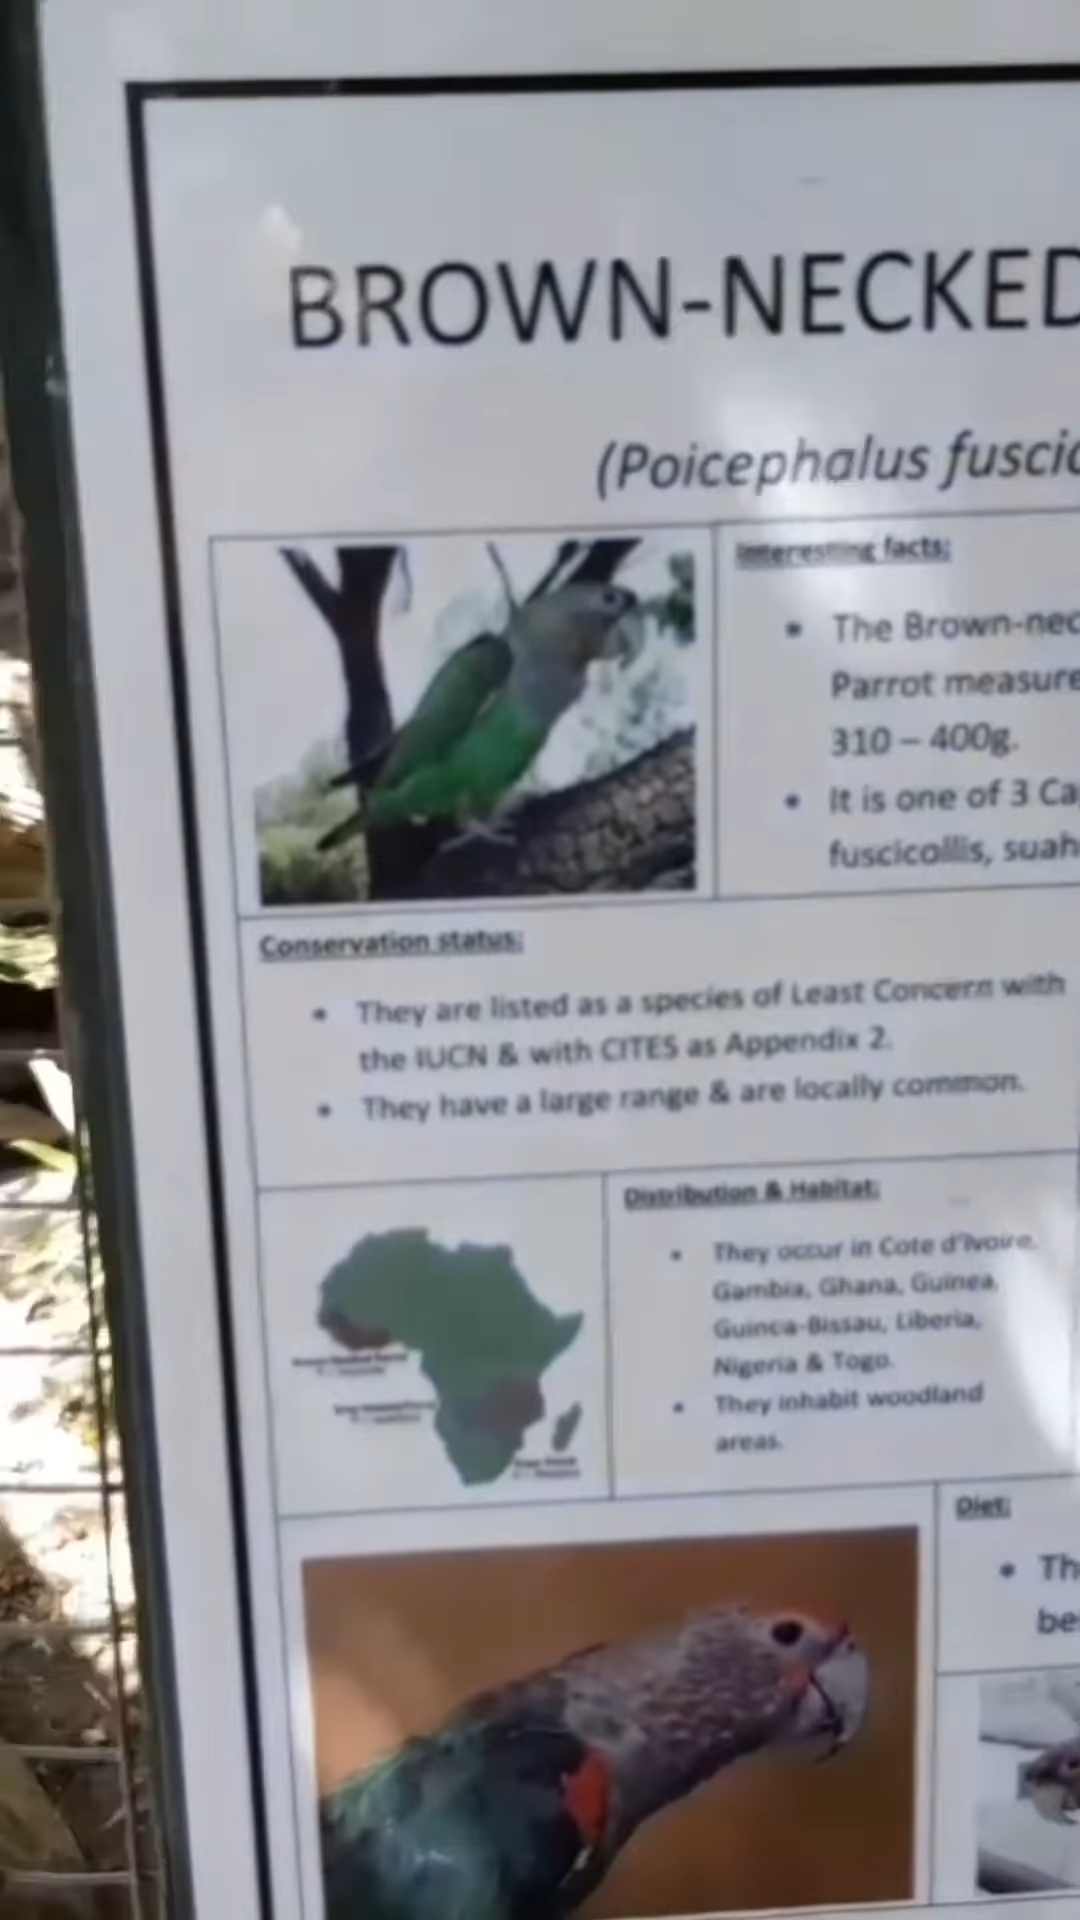 BROWN-NECKED
(Poicephalus fuscic
Interesting facts:
• The Brown-nec
Parrot measure
310 – 400g.
• It is one of 3 Ca
fuscicollis, suah
Conservation status:
• They are listed as a species of Least Concern with
the IUCN & with CITES as Appendix 2.
• They have a large range & are locally common.
Distribution & Habitat:
• They occur in Cote d'Ivoire,
Gambia, Ghana, Guinea,
Guinea-Bissau, Liberia,
Nigeria & Togo.
• They inhabit woodland
areas.
Diet:
• Th
be